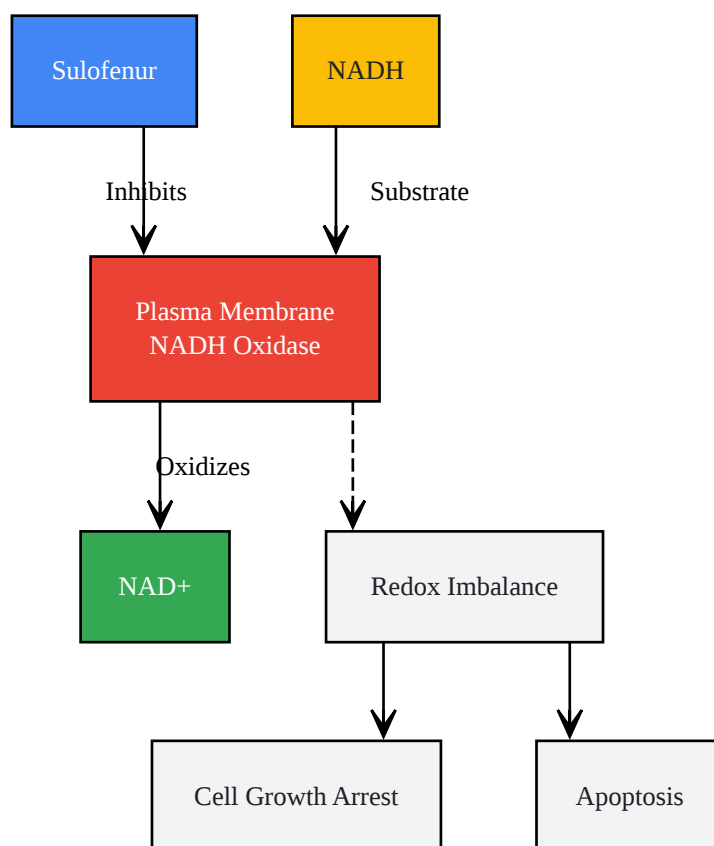 Sulofenur
NADH
Inhibits
Substrate
Plasma Membrane
NADH Oxidase
Oxidizes
NAD+
Redox Imbalance
Cell Growth Arrest
Apoptosis